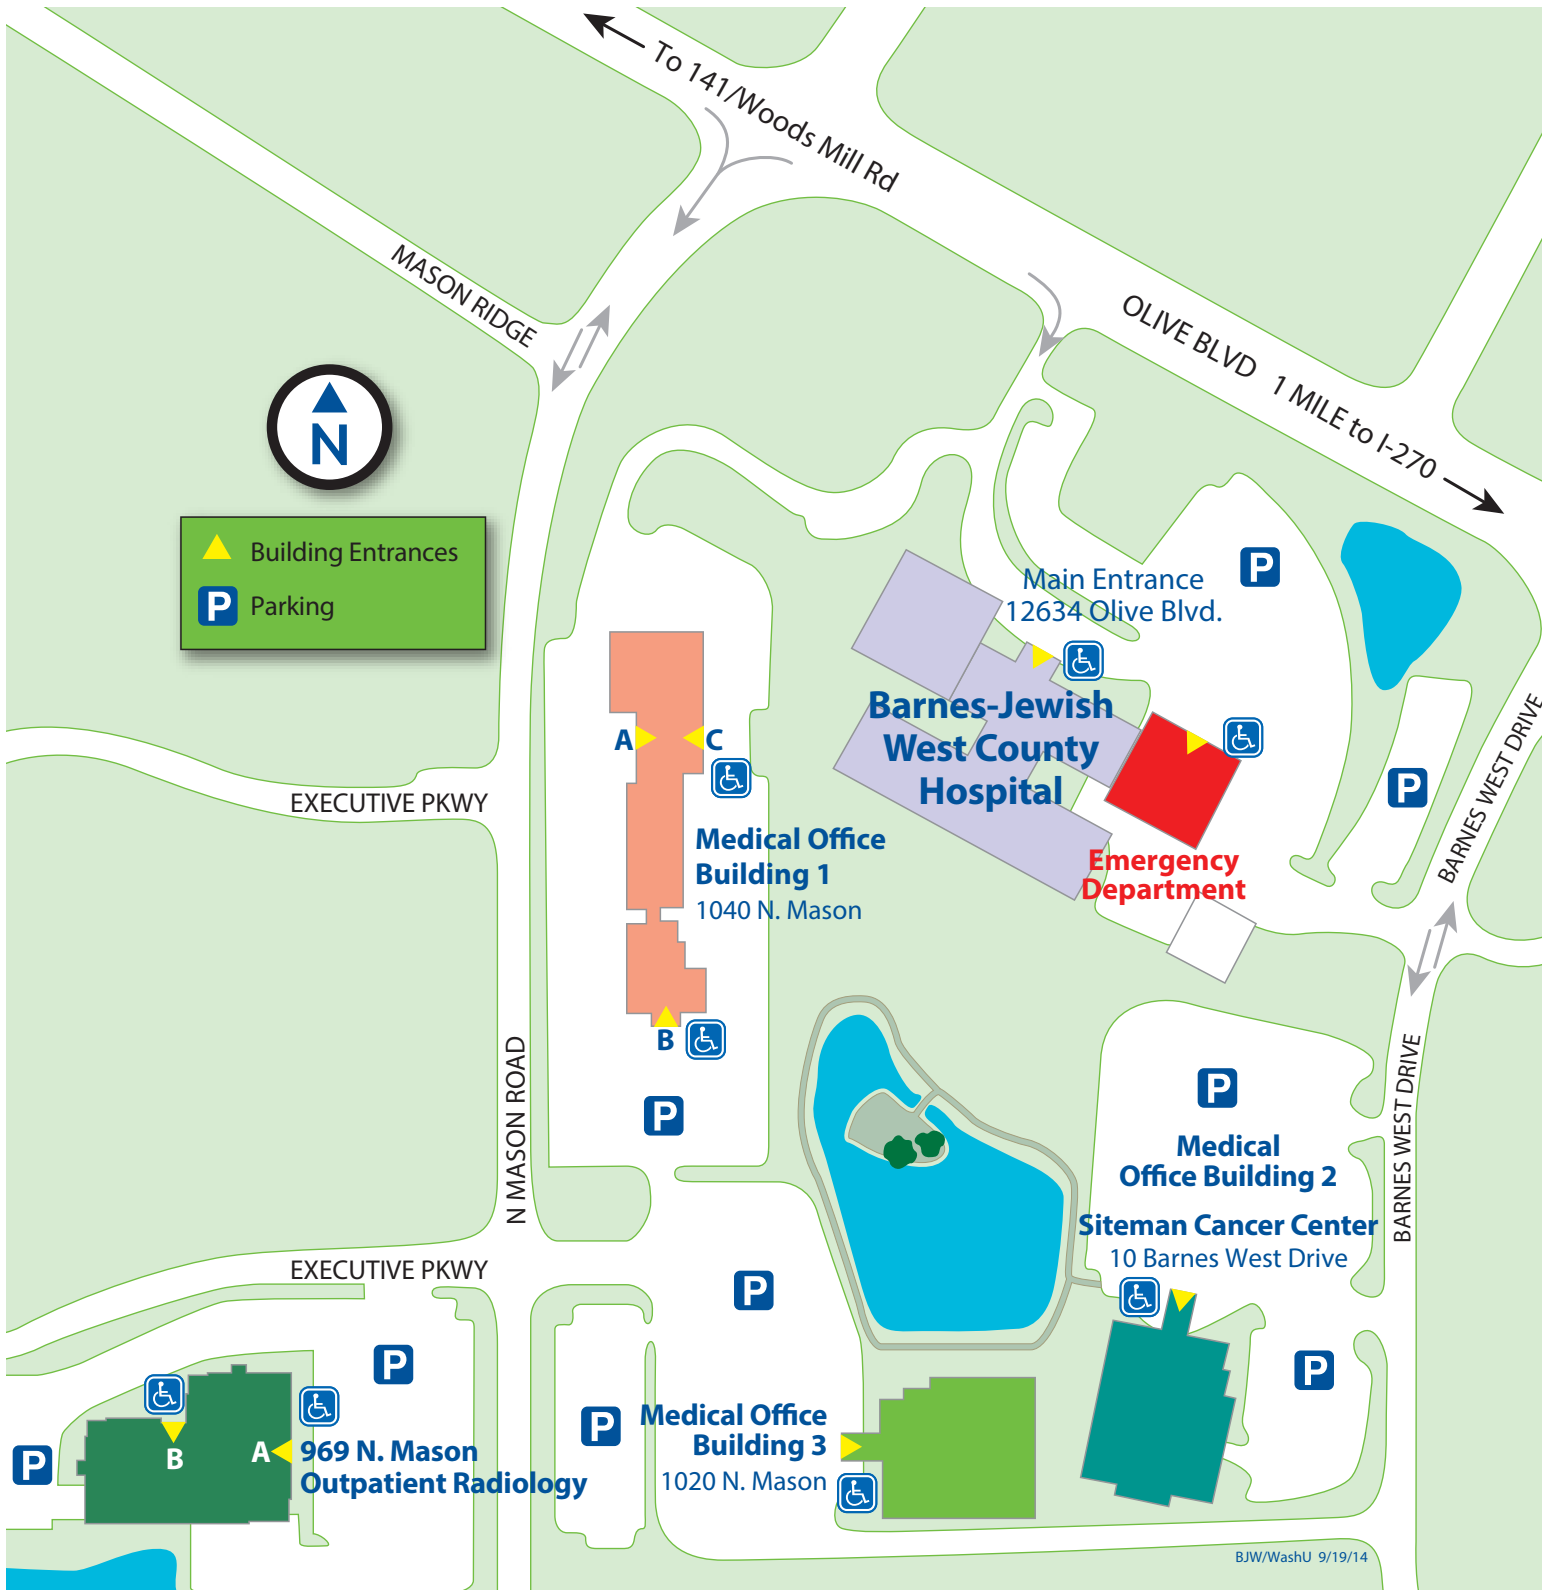 To 141/Woods Mill Rd
MASON RIDGE
OLIVE BLVD 1 MILE to I-270
N
Building Entrances
P Parking
Main Entrance
12634 Olive Blvd.
P
Barnes-Jewish
West County
Hospital
A
C
BARNES WEST DRIVE
P
EXECUTIVE PKWY
Medical Office
Building 1
1040 N. Mason
Emergency
Department
B
N MASON ROAD
P
P
BARNES WEST DRIVE
Medical
Office Building 2
Siteman Cancer Center
10 Barnes West Drive
EXECUTIVE PKWY
P
P
P
P
Medical Office
Building 3
1020 N. Mason
P
B
A
969 N. Mason
Outpatient Radiology
BJW/WashU 9/19/14